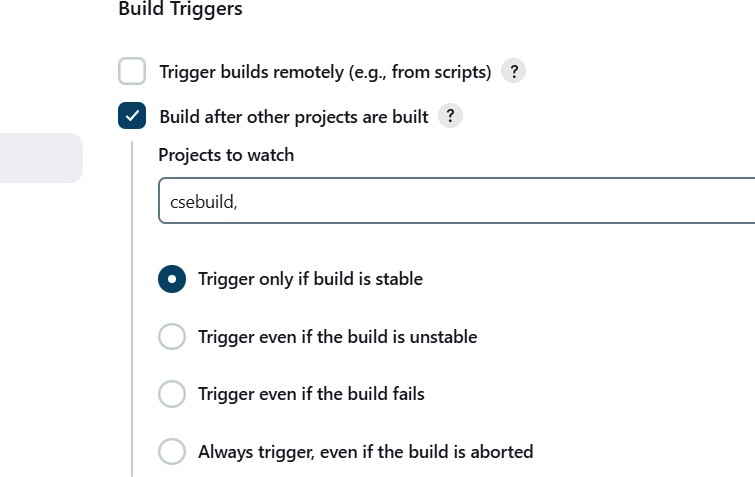 Build Triggers
Trigger builds remotely (e.g., from scripts) ?
Build after other projects are built ?
Projects to watch
csebuild,
Trigger only if build is stable
Trigger even if the build is unstable
Trigger even if the build fails
Always trigger, even if the build is aborted